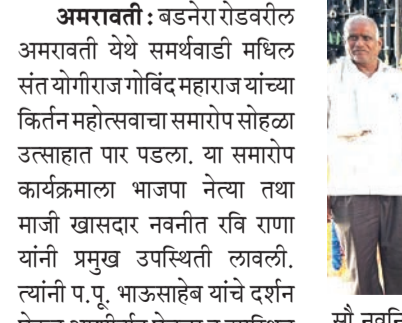 अमरावती : बडनेरा रोडवरील
अमरावती येथे समर्थवाडी मधिल
संत योगीराज गोविंद महाराज यांच्या
किर्तन महोत्सवाचा समारोप सोहळा
उत्साहात पार पडला. या समारोप
कार्यक्रमाला भाजपा नेत्या तथा
माजी खासदार नवनीत रवि राणा
यांनी प्रमुख उपस्थिती लावली.
त्यांनी प.पू. भाऊसाहेब यांचे दर्शन